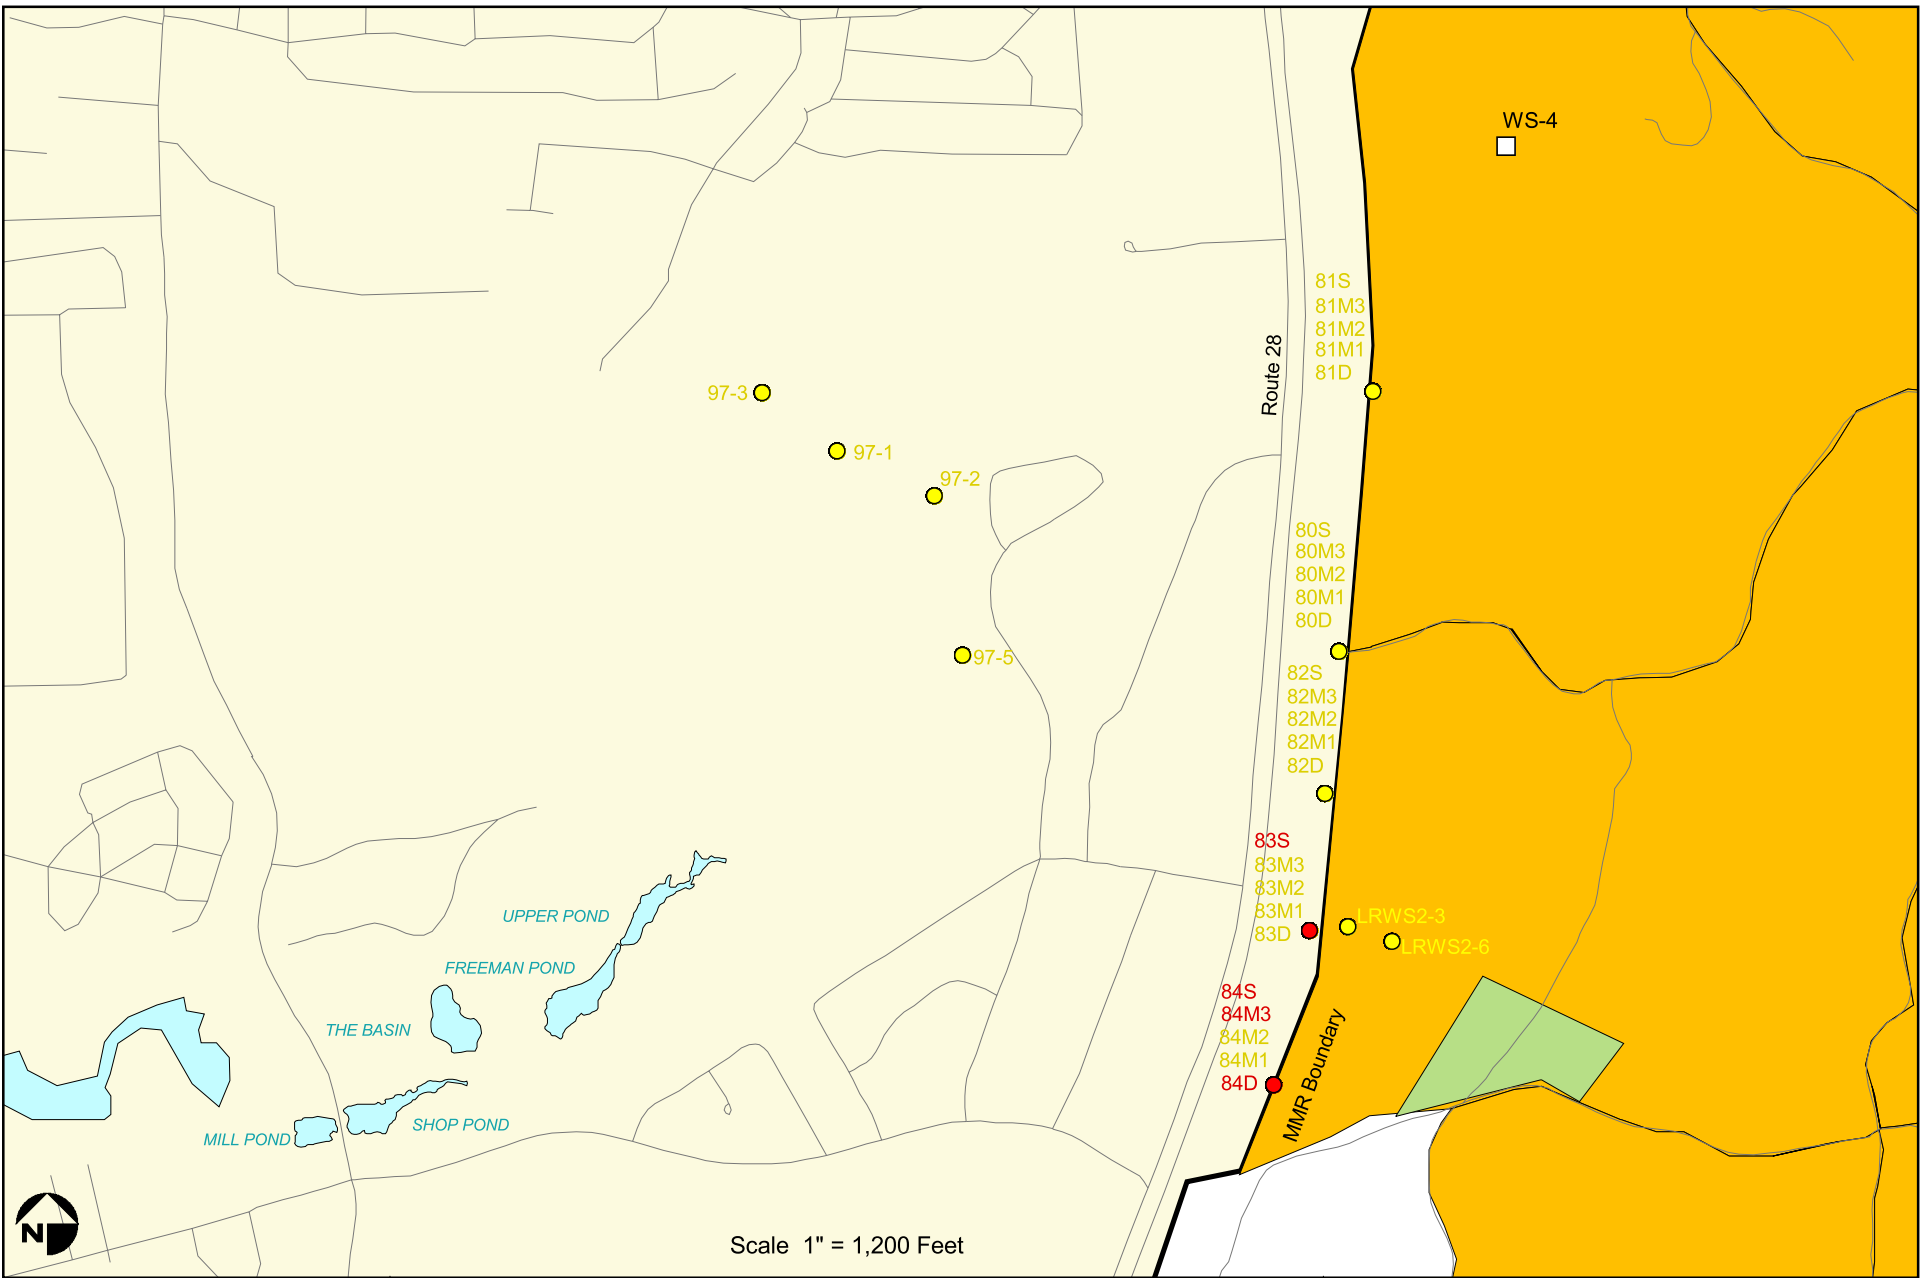 WS-4
81S
81M3
81M2
81M1
81D
Route 28
97-3
97-1
97-2
80S
80M3
80M2
80M1
80D
97-5
82S
82M3
82M2
82M1
82D
83S
83M3
83M2
83M1
83D
LRWS2-3
LRWS2-6
UPPER POND
FREEMAN POND
84S
84M3
84M2
84M1
84D
MMR Boundary
THE BASIN
SHOP POND
MILL POND
N
Scale 1" = 1,200 Feet